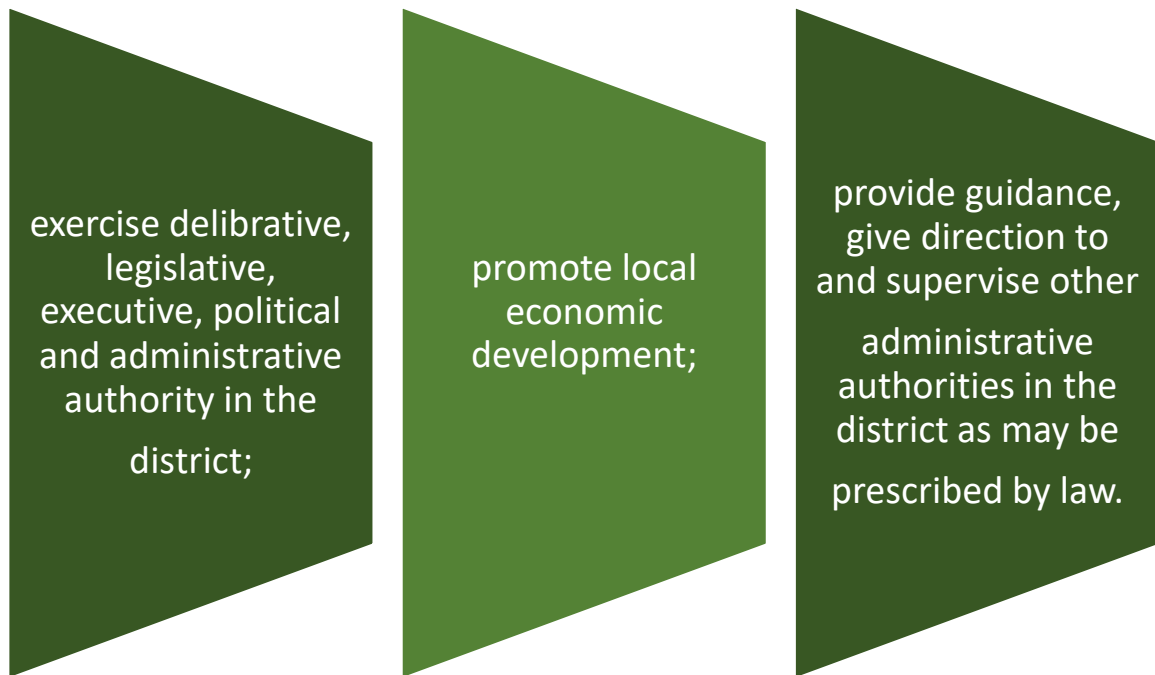 exercise delibrative,
legislative,
executive, political
and administrative
authority in the
district;
promote local
economic
development;
provide guidance,
give direction to
and supervise other
administrative
authorities in the
district as may be
prescribed by law.